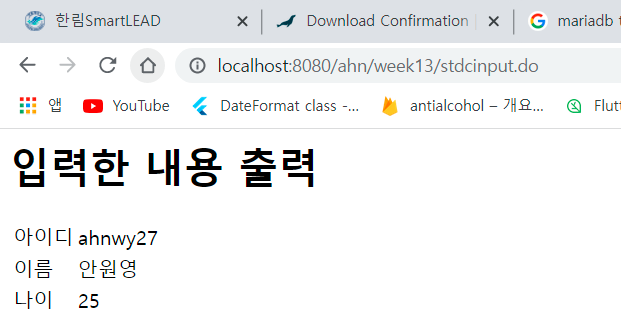 한림SmartLEAD
Download Confirmation
mariadb t
localhost:8080/ahn/week13/stdcinput.do
앱 YouTube DateFormat class -... antialcohol – 개요... Flutt
입력한 내용 출력
아이디 ahnwy27
이름 안원영
나이 25